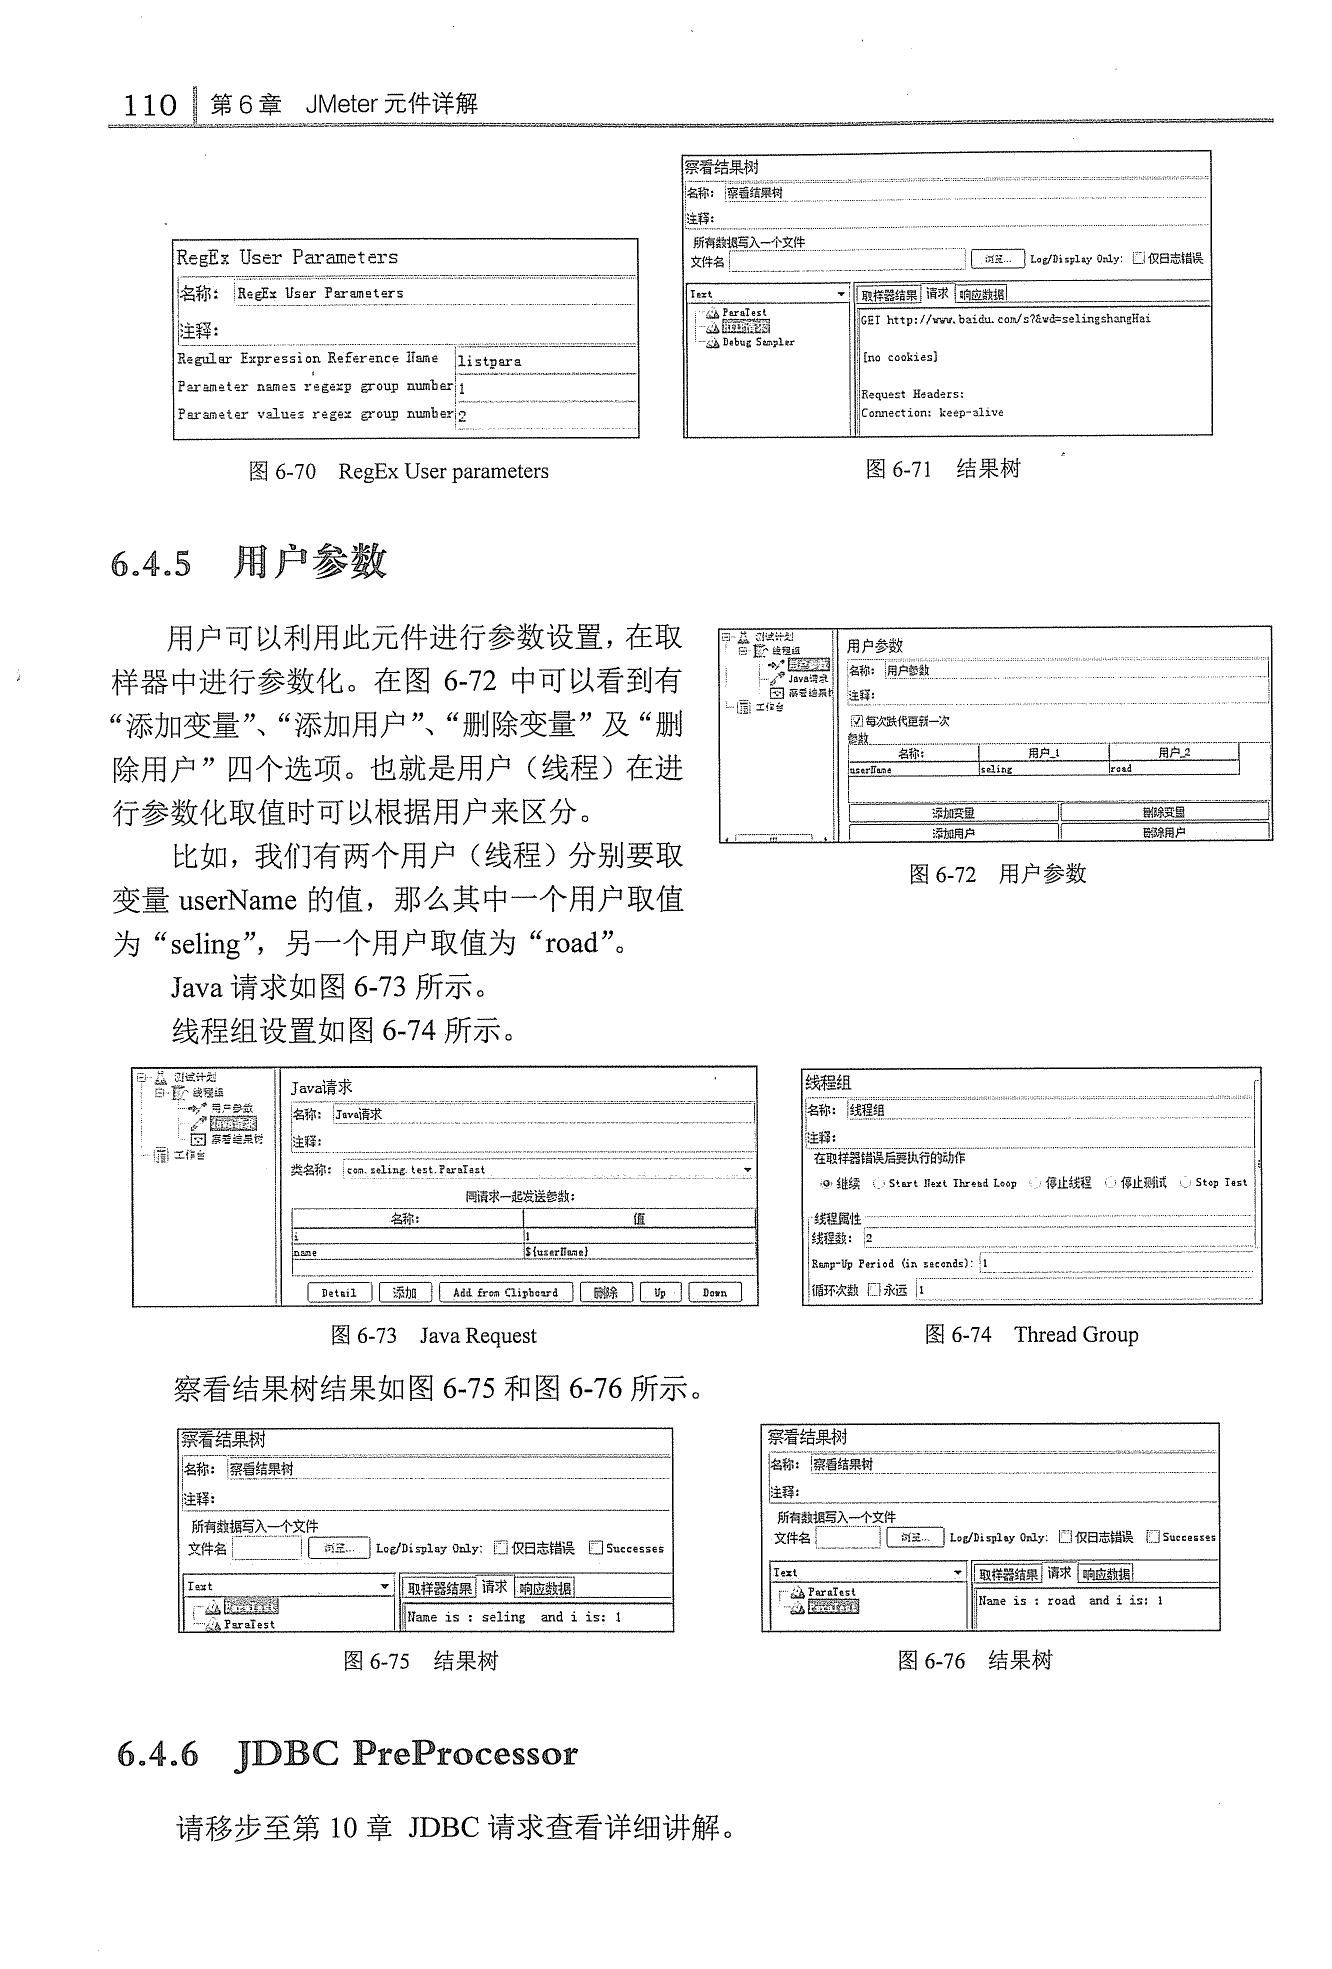 110 第6章 JMeter 元件详解
RegEx User Parameters
名称: RegEx User Parameters
注释:
Regular Expression Reference Name listpara
Parameter names regexp group number 1
Parameter values regex group number 2
图 6-70 RegEx User parameters
察看结果树
名称: 察看结果树
注释:
所有数据写入一个文件
文件名 浏览... Log/Display Only: 仅日志错误
Text 取样器结果 请求 响应数据
ParaTest
Debug Sampler
GET http://www.baidu.com/s?&wd=selingshangHai
[no cookies]
Request Headers:
Connection: keep-alive
图 6-71 结果树
6.4.5 用户参数
用户可以利用此元件进行参数设置，在取
样器中进行参数化。在图 6-72 中可以看到有
“添加变量”、“添加用户”、“删除变量” 及 “删
除用户” 四个选项。也就是用户（线程）在进
行参数化取值时可以根据用户来区分。
比如，我们有两个用户（线程）分别要取
变量 userName 的值，那么其中一个用户取值
为 “seling”，另一个用户取值为 “road”。
Java 请求如图 6-73 所示。
线程组设置如图 6-74 所示。
测试计划
线程组
用户参数
Java请求
察看结果树
工作台
用户参数
名称: 用户参数
注释:
每次跌代更新一次
参数
名称: 用户_1 用户_2
userName seling road
添加变量 删除变量
添加用户 删除用户
图 6-72 用户参数
测试计划
线程组
用户参数
Java请求
察看结果树
工作台
Java请求
名称: Java请求
注释:
类名称: com.seling.test.ParaTest
同请求一起发送参数:
名称: 值
i 1
name ${userName}
Detail 添加 Add from Clipboard 删除 Up Down
图 6-73 Java Request
线程组
名称: 线程组
注释:
在取样器错误后要执行的动作
继续 Start Next Thread Loop 停止线程 停止测试 Stop Test
线程属性
线程数: 2
Ramp-Up Period (in seconds): 1
循环次数 永远 1
图 6-74 Thread Group
察看结果树结果如图 6-75 和图 6-76 所示。
察看结果树
名称: 察看结果树
注释:
所有数据写入一个文件
文件名 浏览... Log/Display Only: 仅日志错误 Successes
Text 取样器结果 请求 响应数据
ParaTest
ParaTest
Name is : seling and i is: 1
图 6-75 结果树
察看结果树
名称: 察看结果树
注释:
所有数据写入一个文件
文件名 浏览... Log/Display Only: 仅日志错误 Successes
Text 取样器结果 请求 响应数据
ParaTest
ParaTest
Name is : road and i is: 1
图 6-76 结果树
6.4.6 JDBC PreProcessor
请移步至第 10 章 JDBC 请求查看详细讲解。